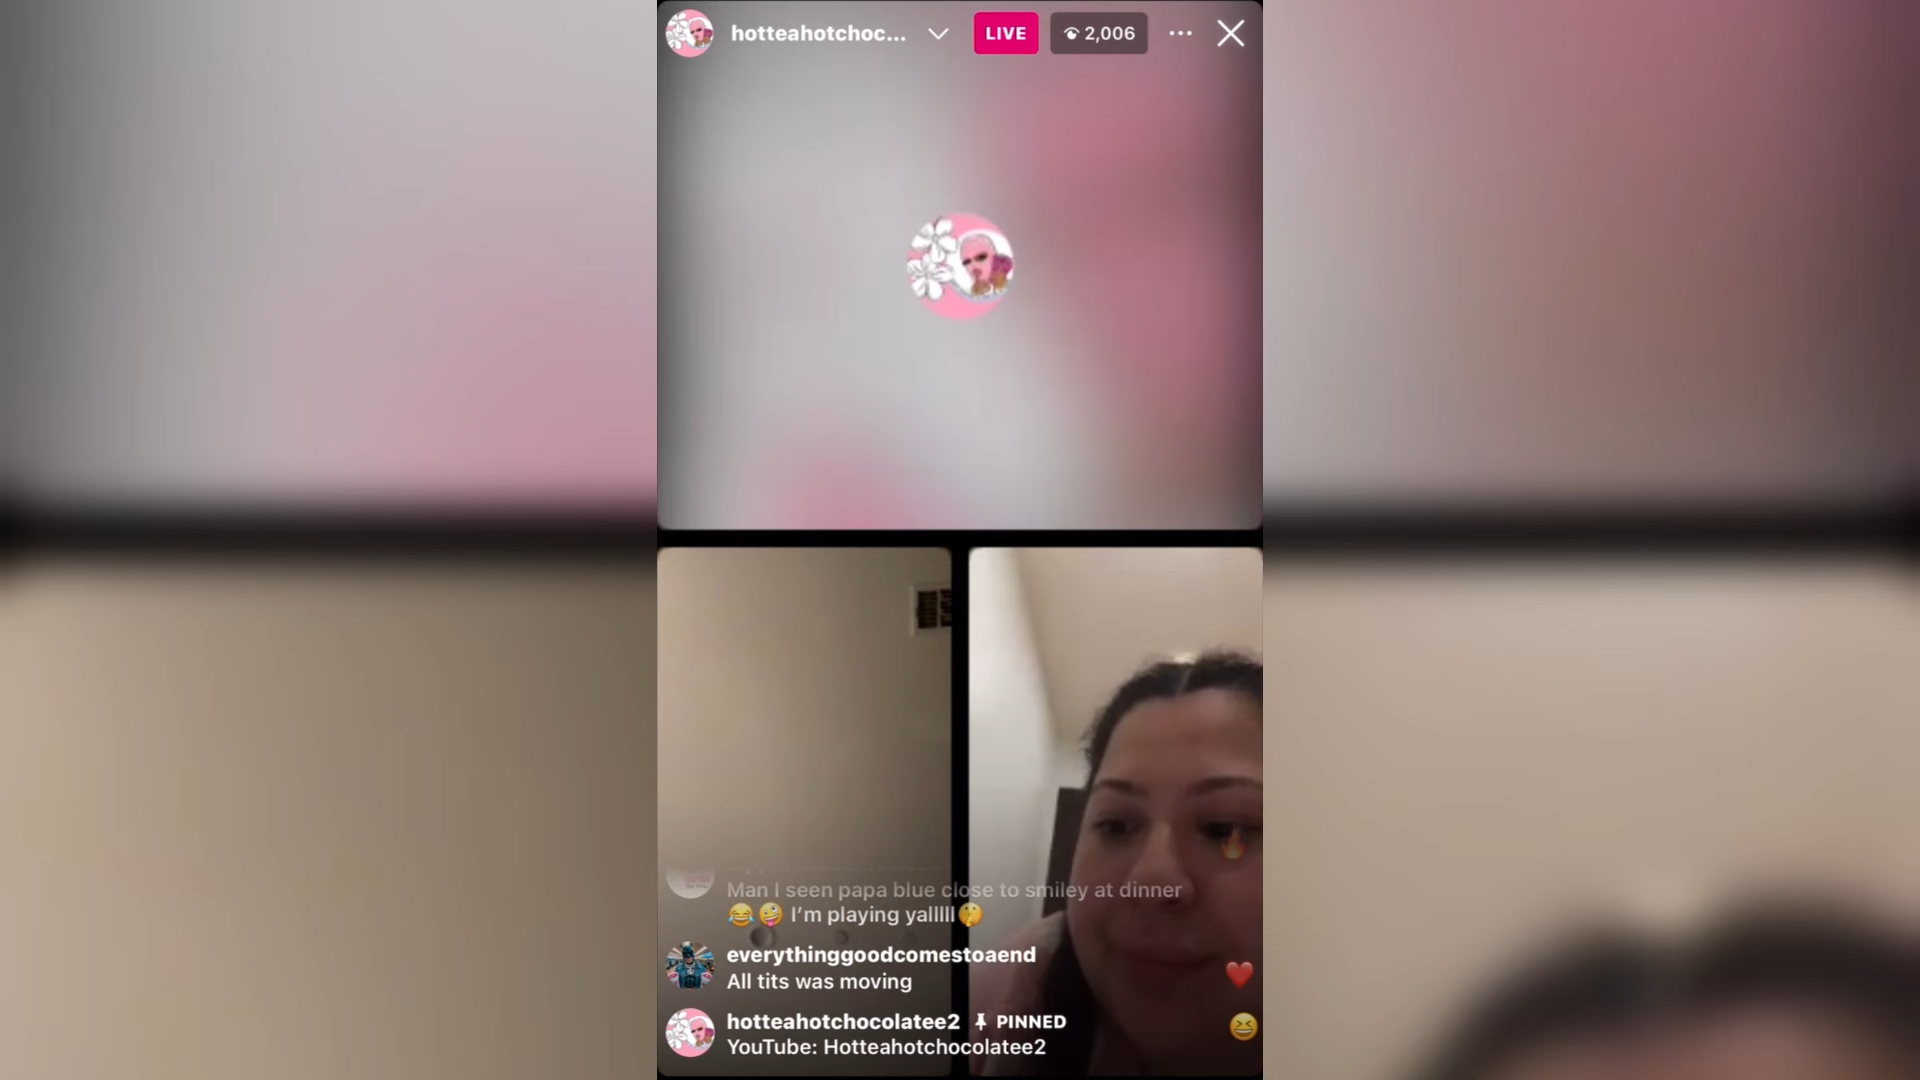 hotteahotchoc...
LIVE
2,006
Man I seen papa blue close to smiley at dinner
😂🤪 I'm playing yalllll🤫
everythinggoodcomestoaend
All tits was moving
hotteahotchocolatee2 PINNED
YouTube: Hotteahotchocolatee2